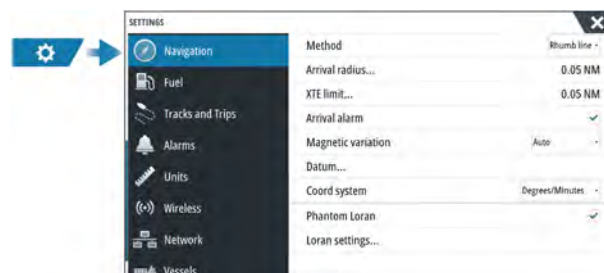 SETTINGS
Navigation
Fuel
Tracks and Trips
Alarms
Units
Wireless
Network
Vessels
Method Rhumb line
Arrival radius... 0.05 NM
XTE limit... 0.05 NM
Arrival alarm
Magnetic variation Auto
Datum...
Coord system Degrees/Minutes
Phantom Loran
Loran settings...